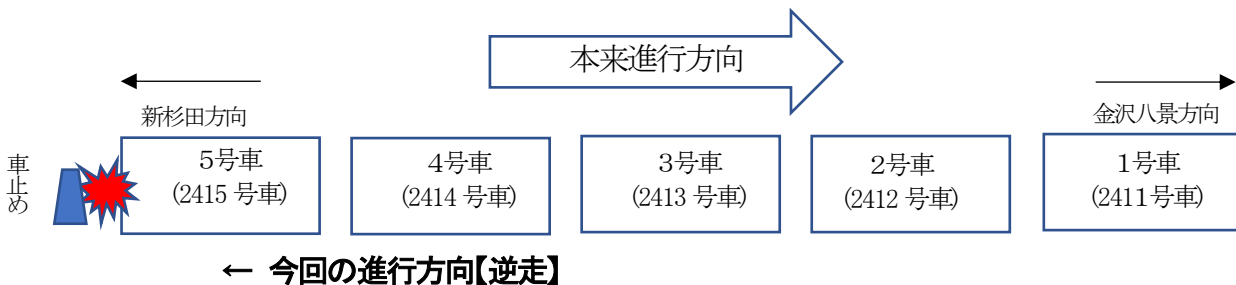 本来進行方向
新杉田方向
金沢八景方向
車止め
5号車
(2415 号車)
4号車
(2414 号車)
3号車
(2413 号車)
2号車
(2412 号車)
1号車
(2411号車)
← 今回の進行方向【逆走】